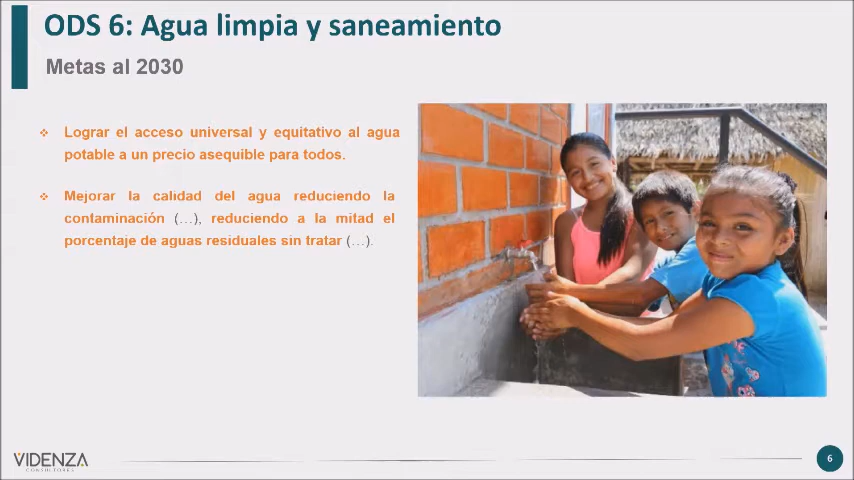 ODS 6: Agua limpia y saneamiento
Metas al 2030
Lograr el acceso universal y equitativo al agua
potable a un precio asequible para todos.
Mejorar la calidad del agua reduciendo la
contaminación (…), reduciendo a la mitad el
porcentaje de aguas residuales sin tratar (…).
VIDENZA
CONSULTORES
6